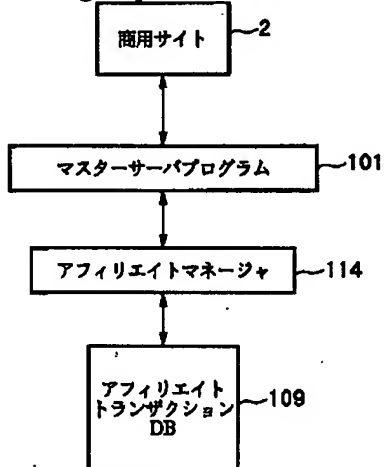 商用サイト 2
マスターサーバプログラム 101
アフィリエイトマネージャ 114
アフィリエイト
トランザクション 109
DB